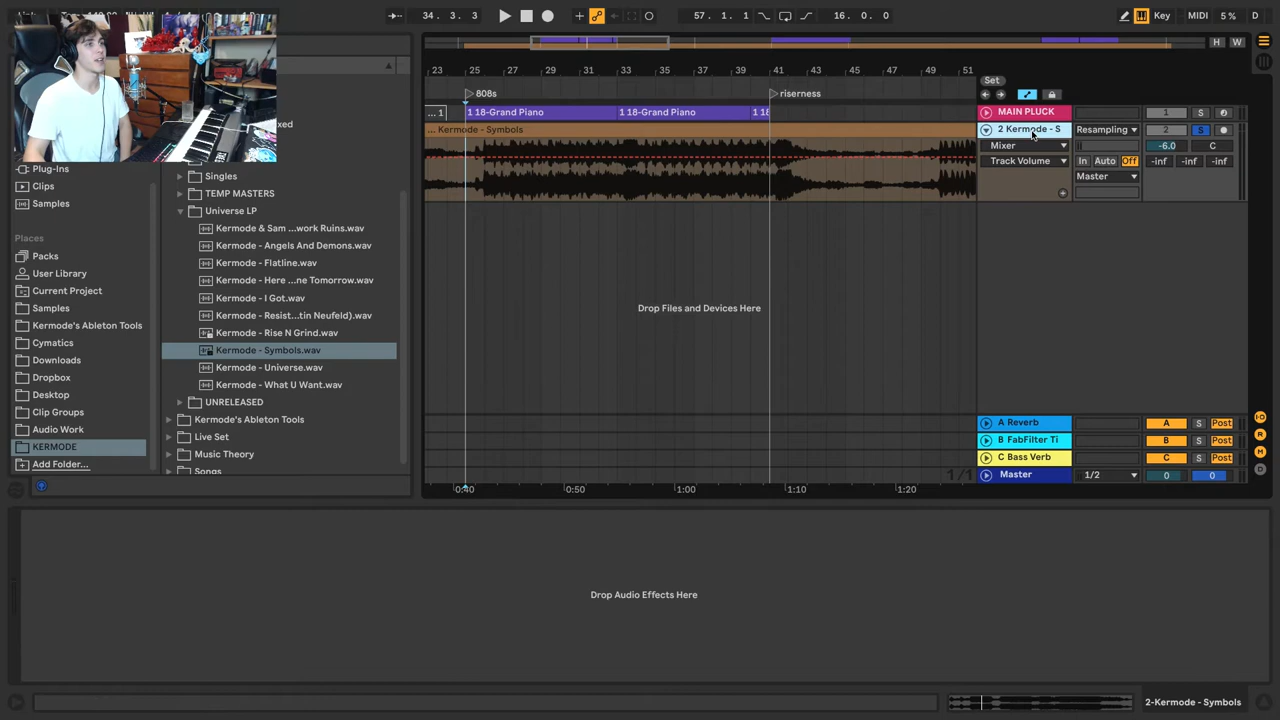 34 3 3
57 1 1
16 0 0
Key MIDI 5 % D
H W
23 25 27 29 31 33 35 37 39 41 43 45 47 49 51
Set
808s
riserness
... 1 1 18-Grand Piano 1 18-Grand Piano 1 18
MAIN PLUCK 1 S
... Kermode - Symbols
2 Kermode - S Resampling 2 S
Mixer -6.0 C
Track Volume In Auto Off -inf -inf -inf
Master
Drop Files and Devices Here
A Reverb A S Post
B FabFilter Ti B S Post
C Bass Verb C S Post
Master 1/2 0 0
1/1
0:40 0:50 1:00 1:10 1:20
Plug-Ins
Clips
Samples
Places
Packs
User Library
Current Project
Samples
Kermode's Ableton Tools
Cymatics
Downloads
Dropbox
Desktop
Clip Groups
Audio Work
KERMODE
Add Folder...
Singles
TEMP MASTERS
Universe LP
Kermode & Sam ...work Ruins.wav
Kermode - Angels And Demons.wav
Kermode - Flatline.wav
Kermode - Here ...ne Tomorrow.wav
Kermode - I Got.wav
Kermode - Resist...tin Neufeld).wav
Kermode - Rise N Grind.wav
Kermode - Symbols.wav
Kermode - Universe.wav
Kermode - What U Want.wav
UNRELEASED
Kermode's Ableton Tools
Live Set
Music Theory
Songs
I·O
R
M
D
Drop Audio Effects Here
2-Kermode - Symbols